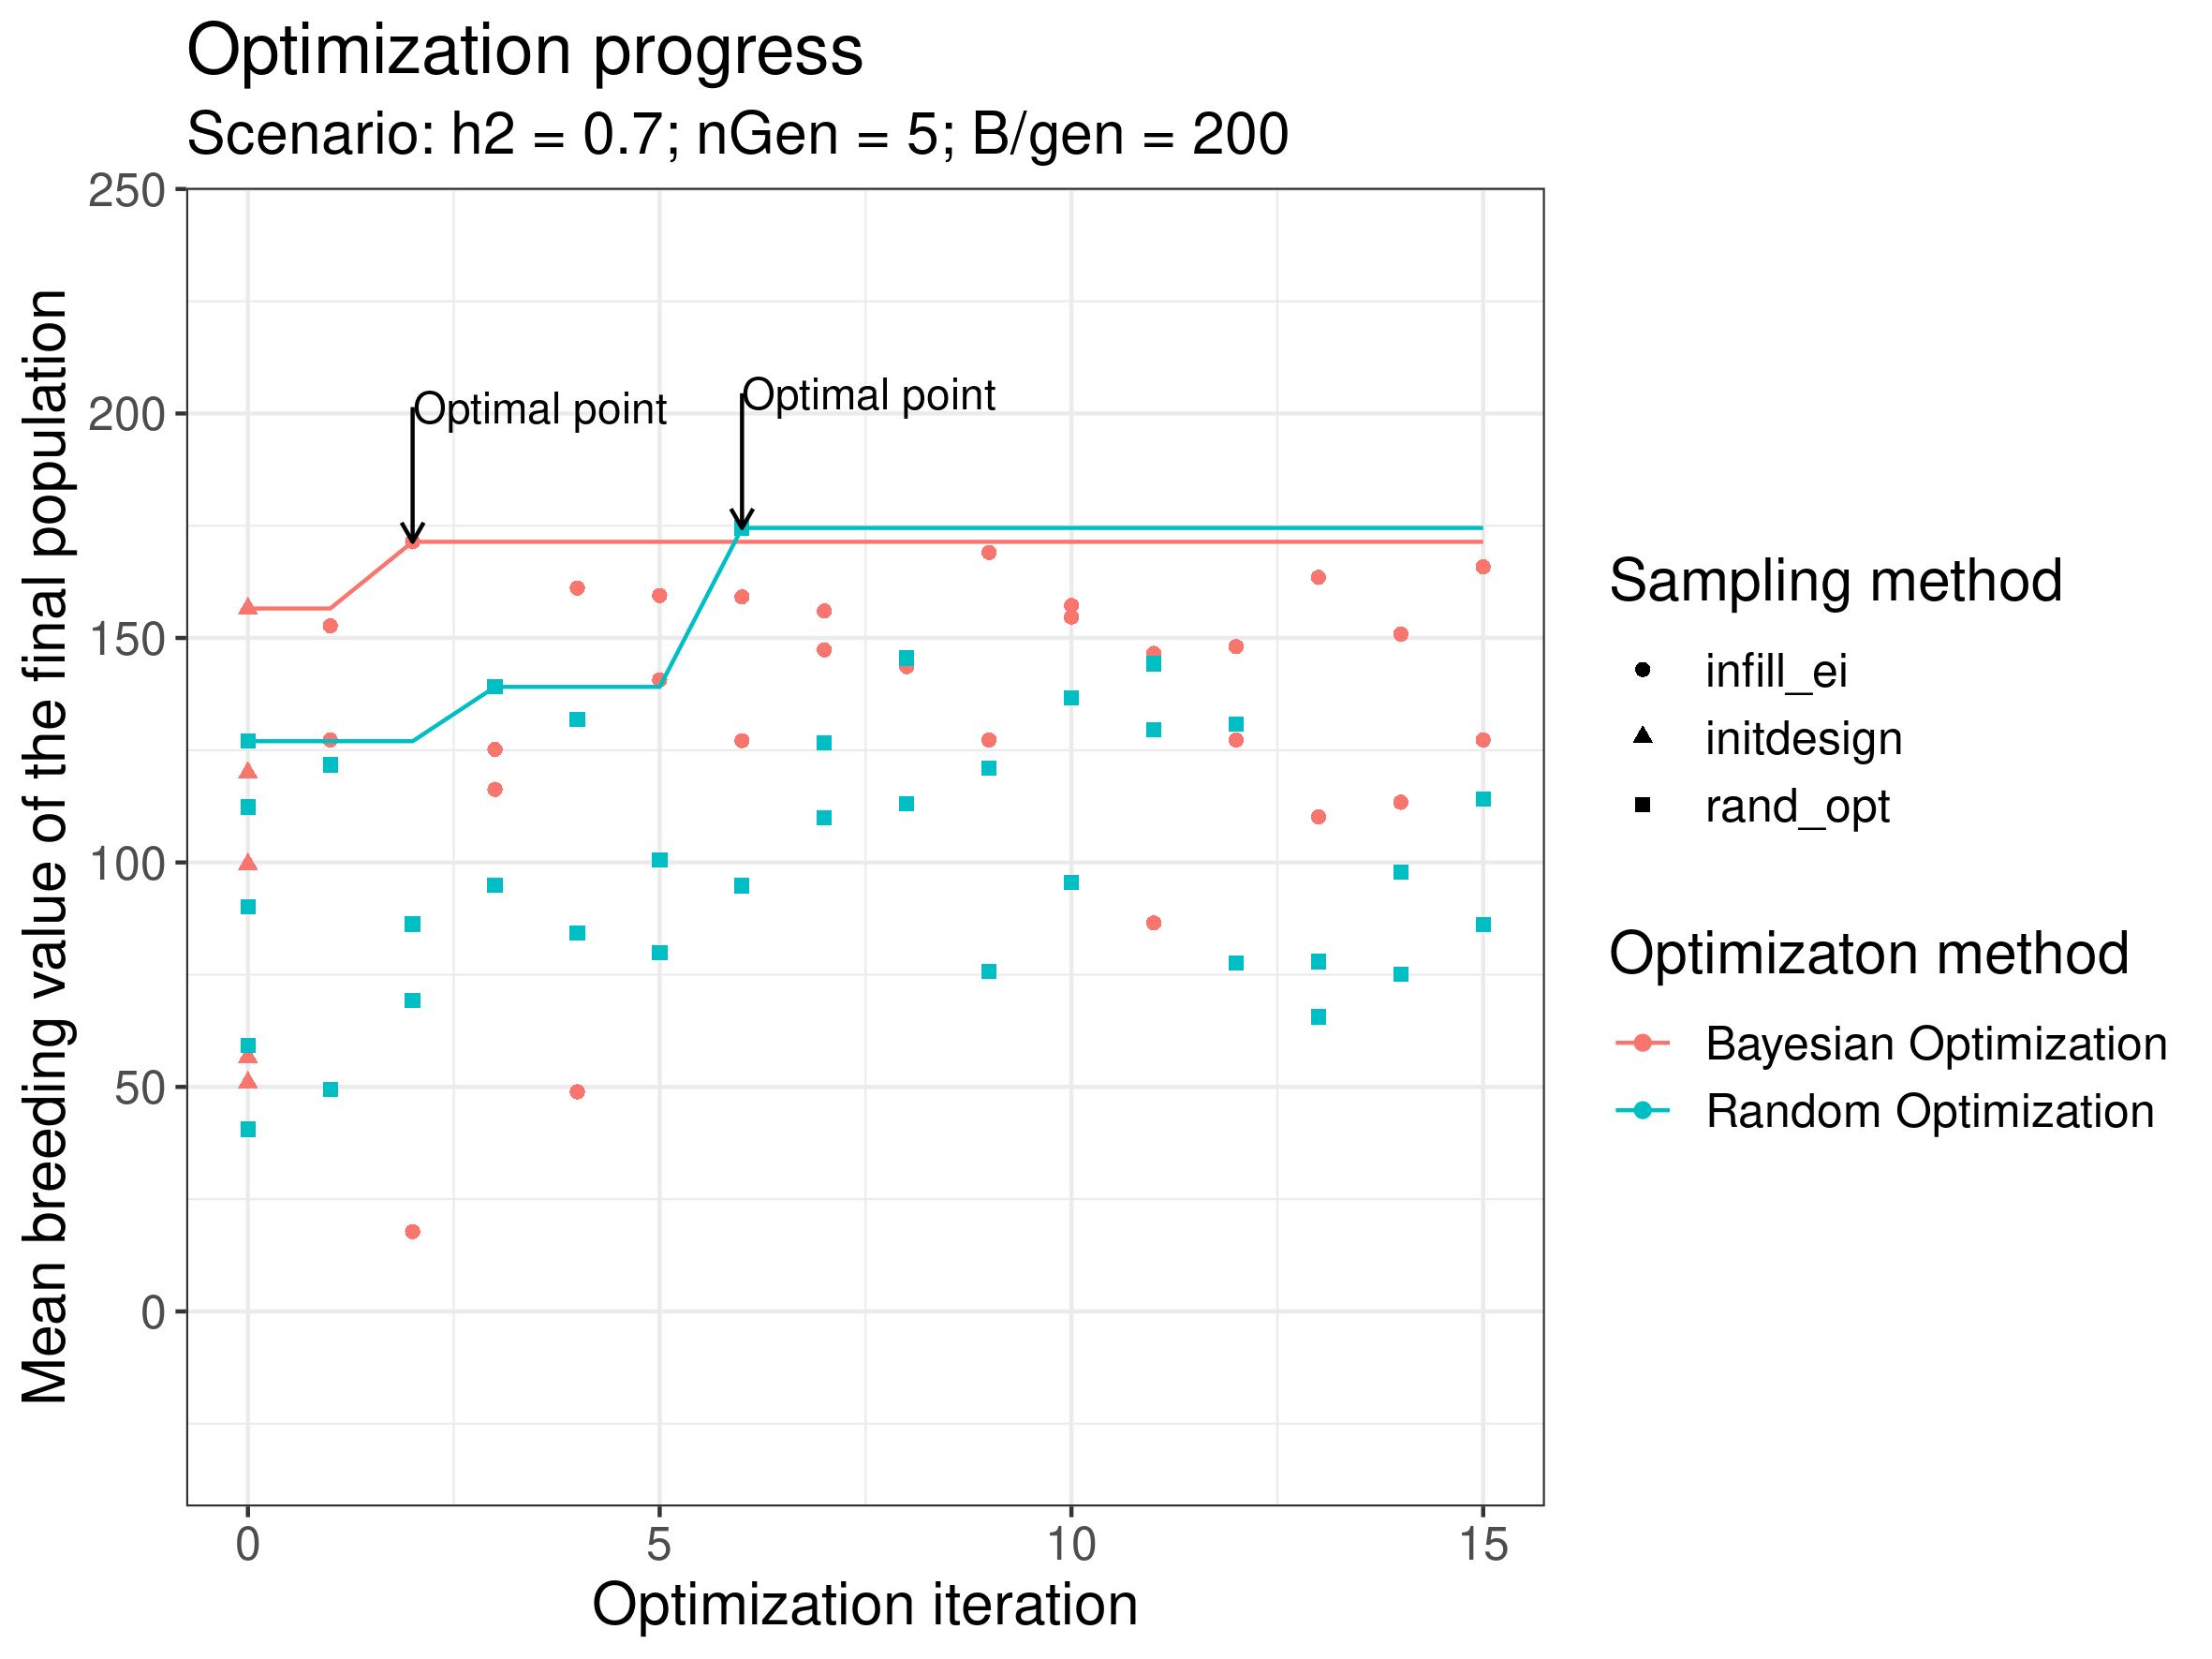 Optimization progress
Scenario: h2 = 0.7; nGen = 5; B/gen = 200
Mean breeding value of the final population
250
200
150
100
50
0
Optimal point
Optimal point
0
5
10
15
Optimization iteration
Sampling method
infill_ei
initdesign
rand_opt
Optimizaton method
Bayesian Optimization
Random Optimization